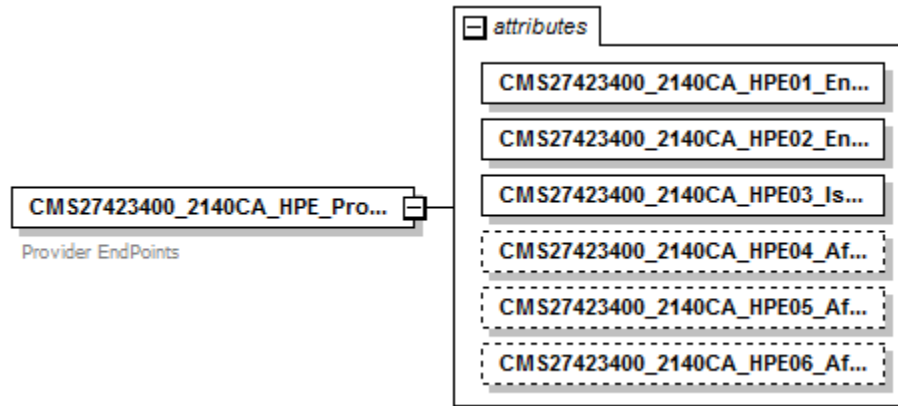 attributes
CMS27423400_2140CA_HPE01_En...
CMS27423400_2140CA_HPE02_En...
CMS27423400_2140CA_HPE03_Is...
CMS27423400_2140CA_HPE_Pro...
Provider EndPoints
CMS27423400_2140CA_HPE04_Af...
CMS27423400_2140CA_HPE05_Af...
CMS27423400_2140CA_HPE06_Af...